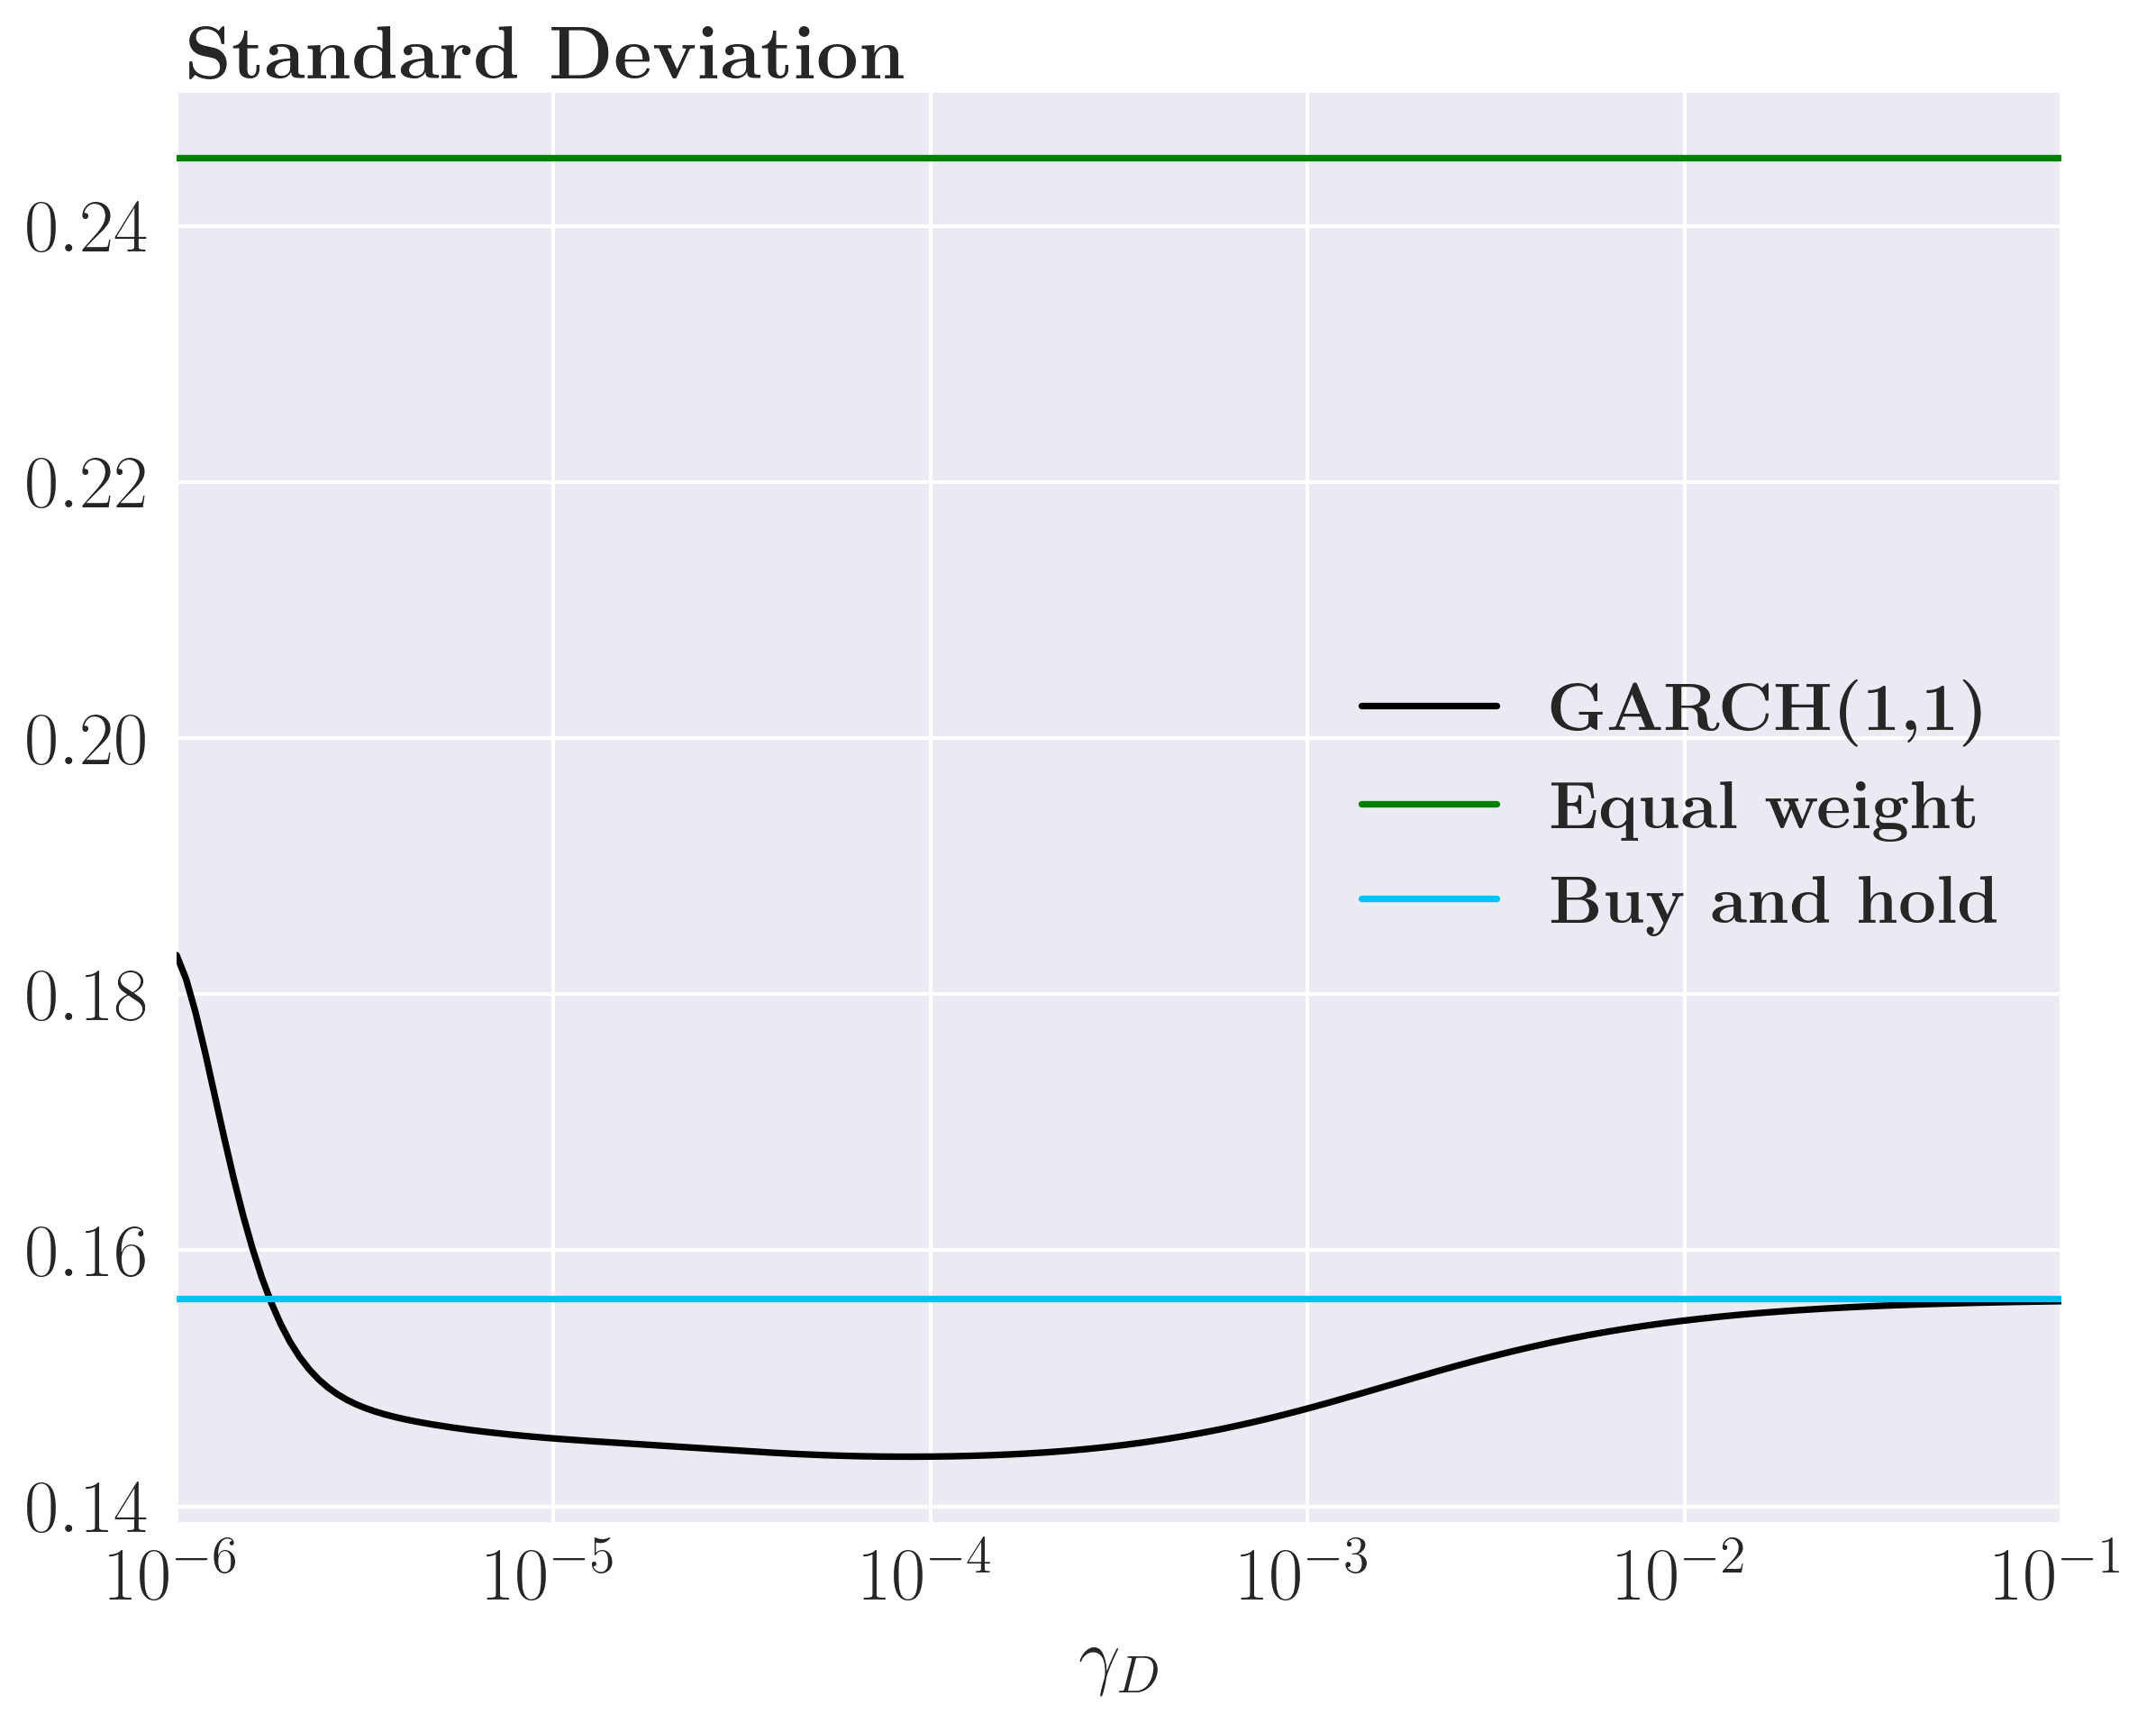 Standard Deviation
0.24
0.22
0.20
0.18
0.16
0.14
GARCH(1,1)
Equal weight
Buy and hold
10⁻⁶ 10⁻⁵ 10⁻⁴ 10⁻³ 10⁻² 10⁻¹
γ_D